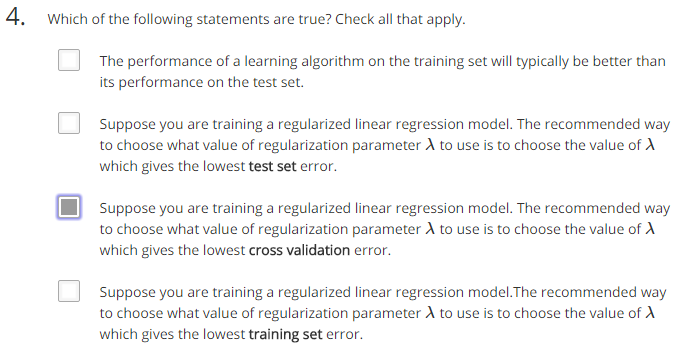 4. Which of the following statements are true? Check all that apply.
The performance of a learning algorithm on the training set will typically be better than
its performance on the test set.
Suppose you are training a regularized linear regression model. The recommended way
to choose what value of regularization parameter λ to use is to choose the value of λ
which gives the lowest test set error.
Suppose you are training a regularized linear regression model. The recommended way
to choose what value of regularization parameter λ to use is to choose the value of λ
which gives the lowest cross validation error.
Suppose you are training a regularized linear regression model.The recommended way
to choose what value of regularization parameter λ to use is to choose the value of λ
which gives the lowest training set error.